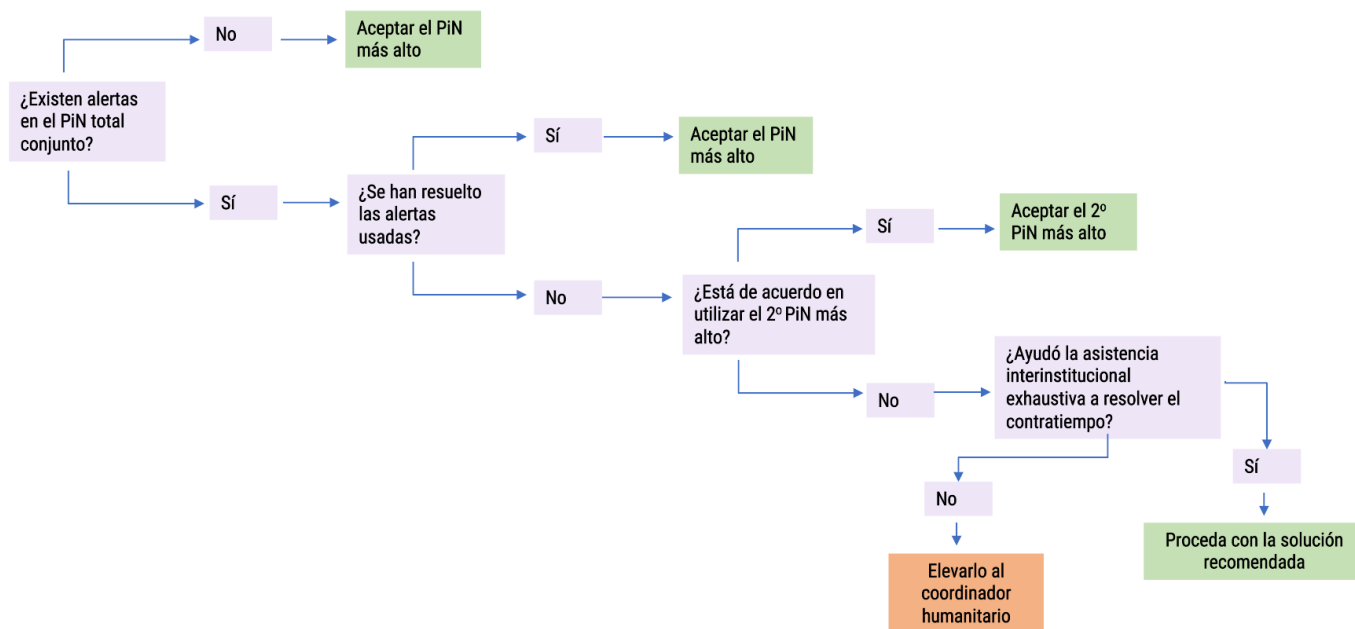 No
Aceptar el PiN
más alto
¿Existen alertas
en el PiN total
conjunto?
Sí
¿Se han resuelto
las alertas
usadas?
Sí
Aceptar el PiN
más alto
No
¿Está de acuerdo en
utilizar el 2º PiN más
alto?
Sí
Aceptar el 2º
PiN más alto
No
¿Ayudó la asistencia
interinstitucional
exhaustiva a resolver el
contratiempo?
No
Elevarlo al
coordinador
humanitario
Sí
Proceda con la solución
recomendada